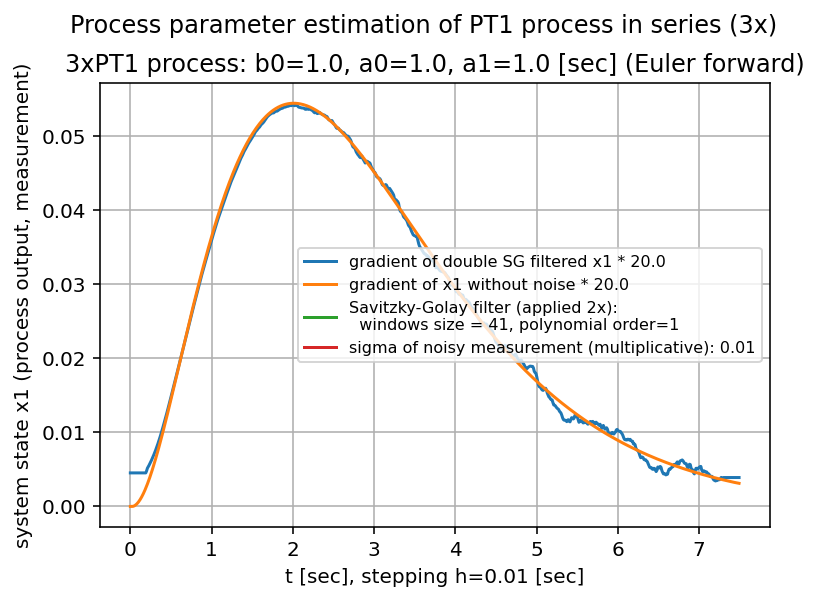 Process parameter estimation of PT1 process in series (3x)
3xPT1 process: b0=1.0, a0=1.0, a1=1.0 [sec] (Euler forward)
system state x1 (process output, measurement)
0.05
0.04
0.03
0.02
0.01
0.00
gradient of double SG filtered x1 * 20.0
gradient of x1 without noise * 20.0
Savitzky-Golay filter (applied 2x):
windows size = 41, polynomial order=1
sigma of noisy measurement (multiplicative): 0.01
0 1 2 3 4 5 6 7
t [sec], stepping h=0.01 [sec]